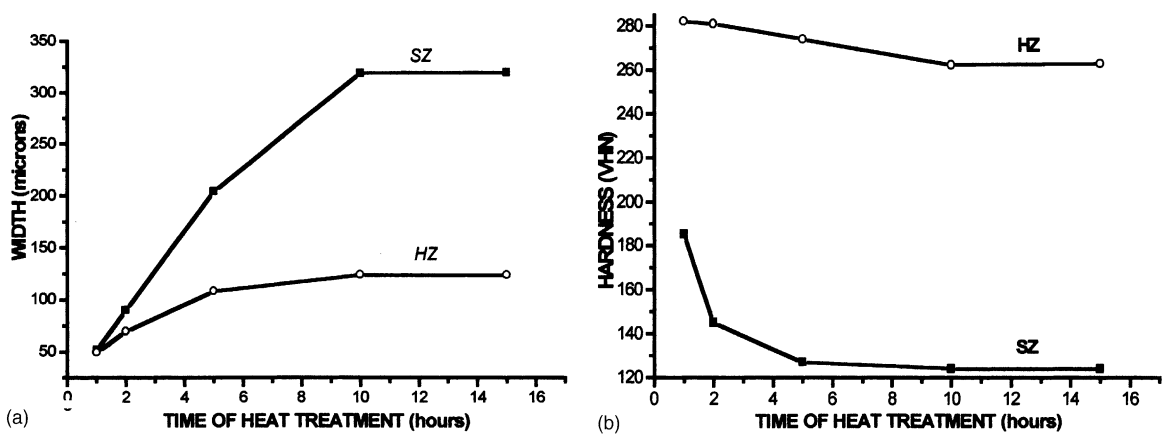 350
300
250
200
150
100
50
WIDTH (microns)
SZ
HZ
0 2 4 6 8 10 12 14 16
TIME OF HEAT TREATMENT (hours)
(a)
280
260
240
220
200
180
160
140
120
HARDNESS (VHN)
HZ
SZ
0 2 4 6 8 10 12 14 16
TIME OF HEAT TREATMENT (hours)
(b)